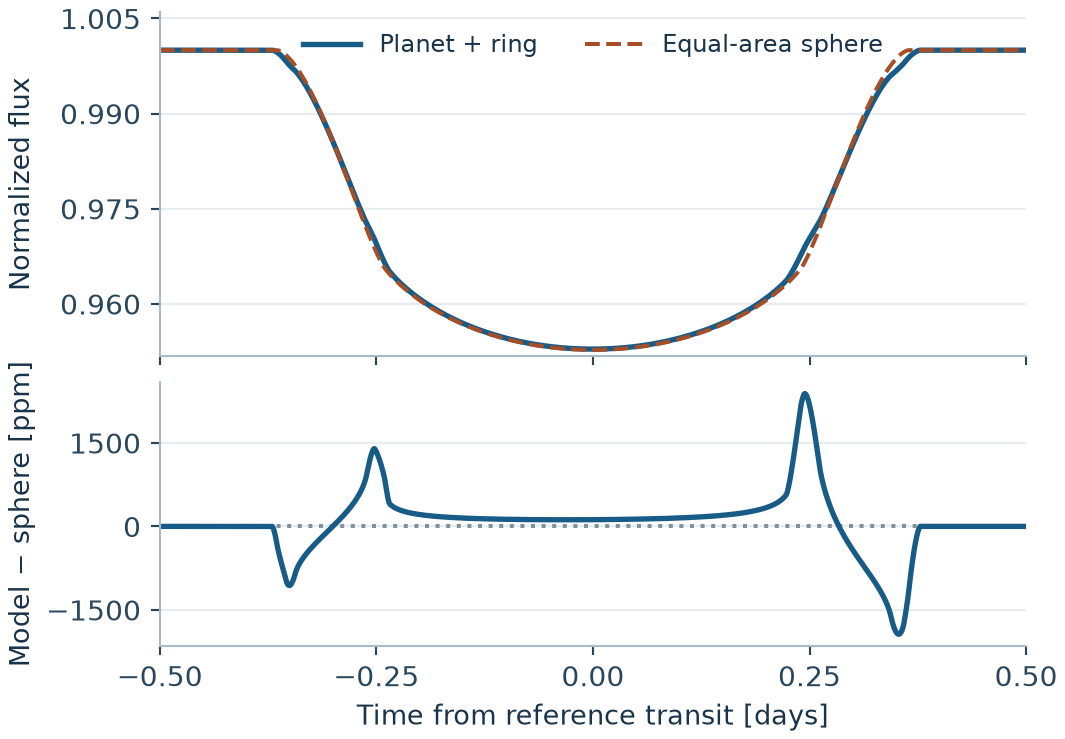 1.005
0.990
0.975
0.960
Normalized flux
Planet + ring
Equal-area sphere
1500
0
−1500
Model − sphere [ppm]
−0.50
−0.25
0.00
0.25
0.50
Time from reference transit [days]